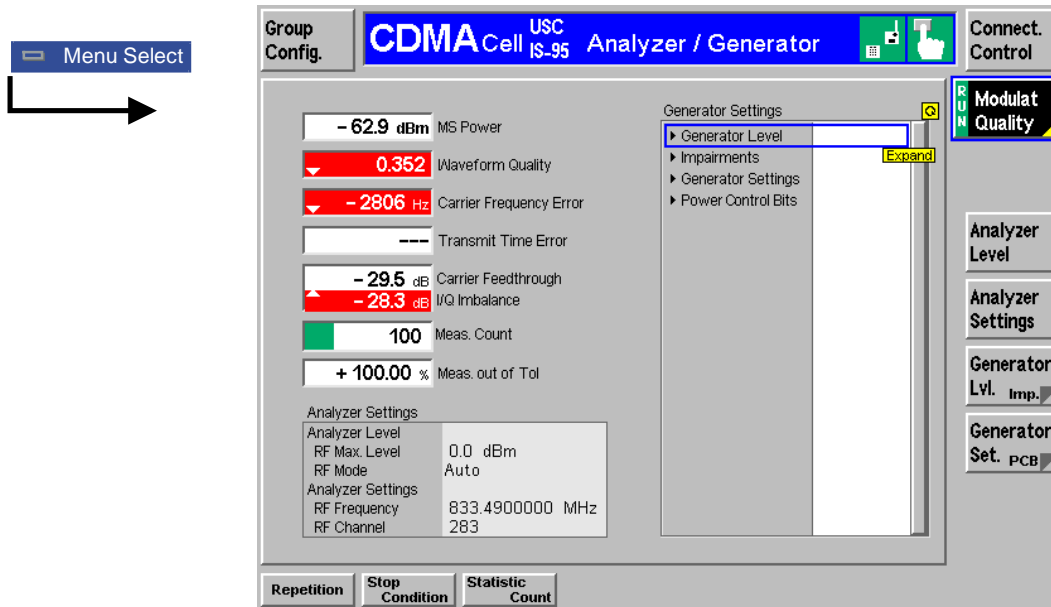 Menu Select
Group Config.
CDMA Cell USC IS-95 Analyzer / Generator
Connect. Control
– 62.9 dBm MS Power
0.352 Waveform Quality
– 2806 Hz Carrier Frequency Error
--- Transmit Time Error
– 29.5 dB Carrier Feedthrough
– 28.3 dB I/Q Imbalance
100 Meas. Count
+ 100.00 % Meas. out of Tol
Analyzer Settings
Analyzer Level
RF Max. Level 0.0 dBm
RF Mode Auto
Analyzer Settings
RF Frequency 833.4900000 MHz
RF Channel 283
Generator Settings
Generator Level
Expand
Impairments
Generator Settings
Power Control Bits
RUN
Modulat Quality
Analyzer Level
Analyzer Settings
Generator Lvl. Imp.
Generator Set. PCB
Repetition
Stop Condition
Statistic Count